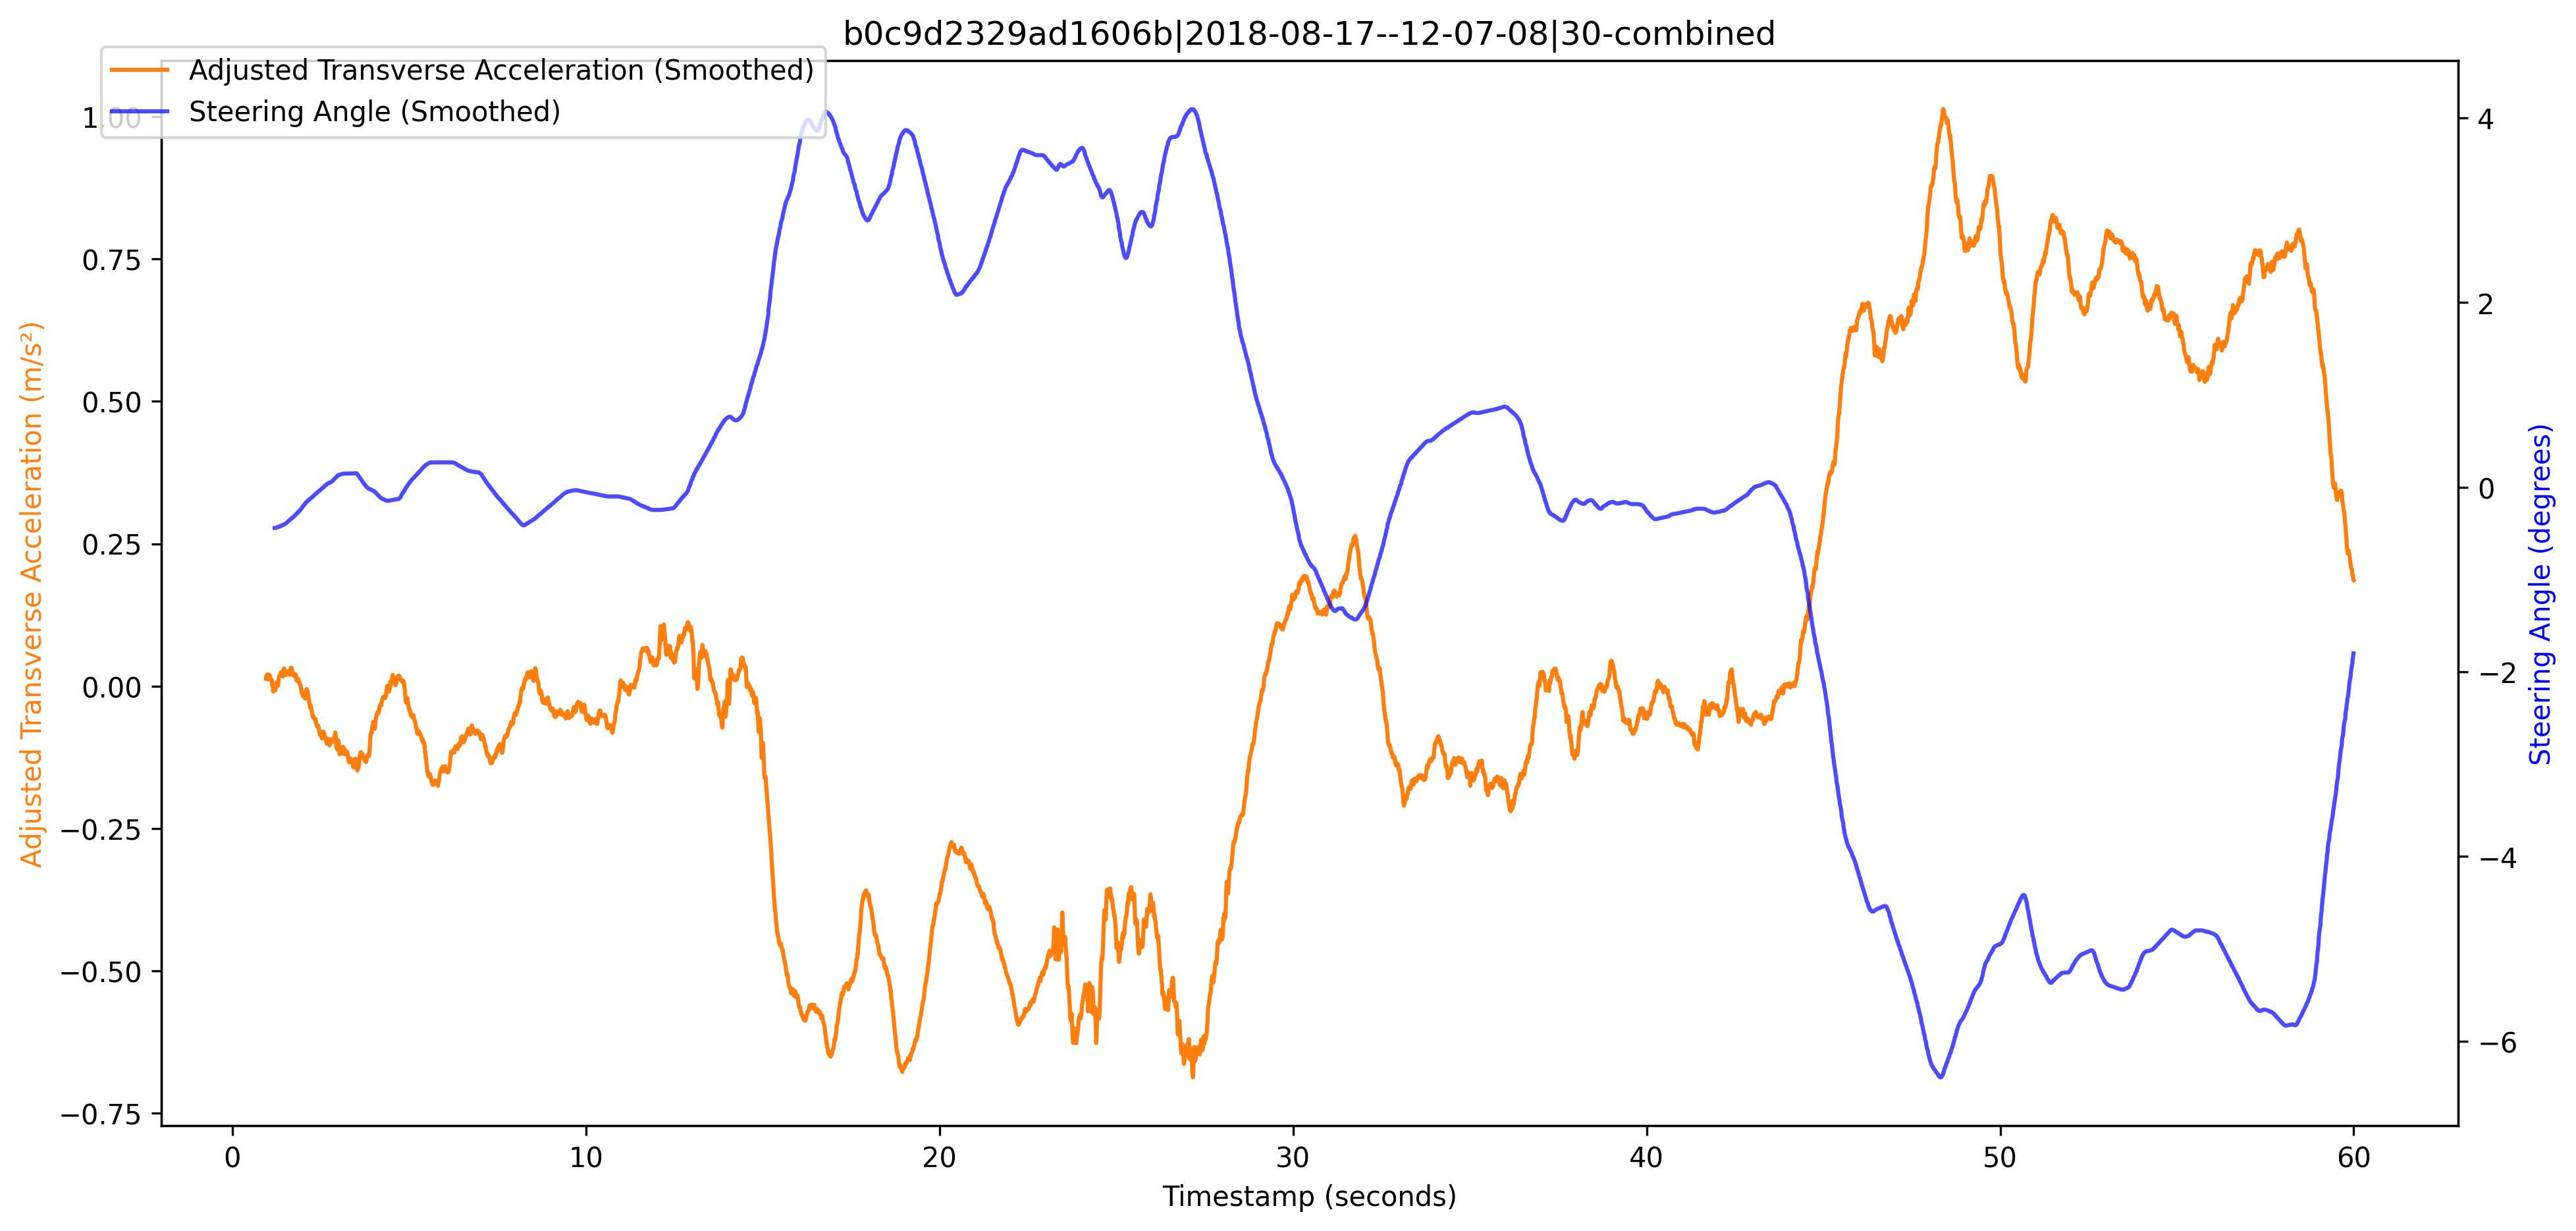 b0c9d2329ad1606b|2018-08-17--12-07-08|30-combined
Adjusted Transverse Acceleration (Smoothed)
Steering Angle (Smoothed)
1.00
0.75
0.50
0.25
0.00
−0.25
−0.50
−0.75
Adjusted Transverse Acceleration (m/s²)
4
2
0
−2
−4
−6
Steering Angle (degrees)
0 10 20 30 40 50 60
Timestamp (seconds)